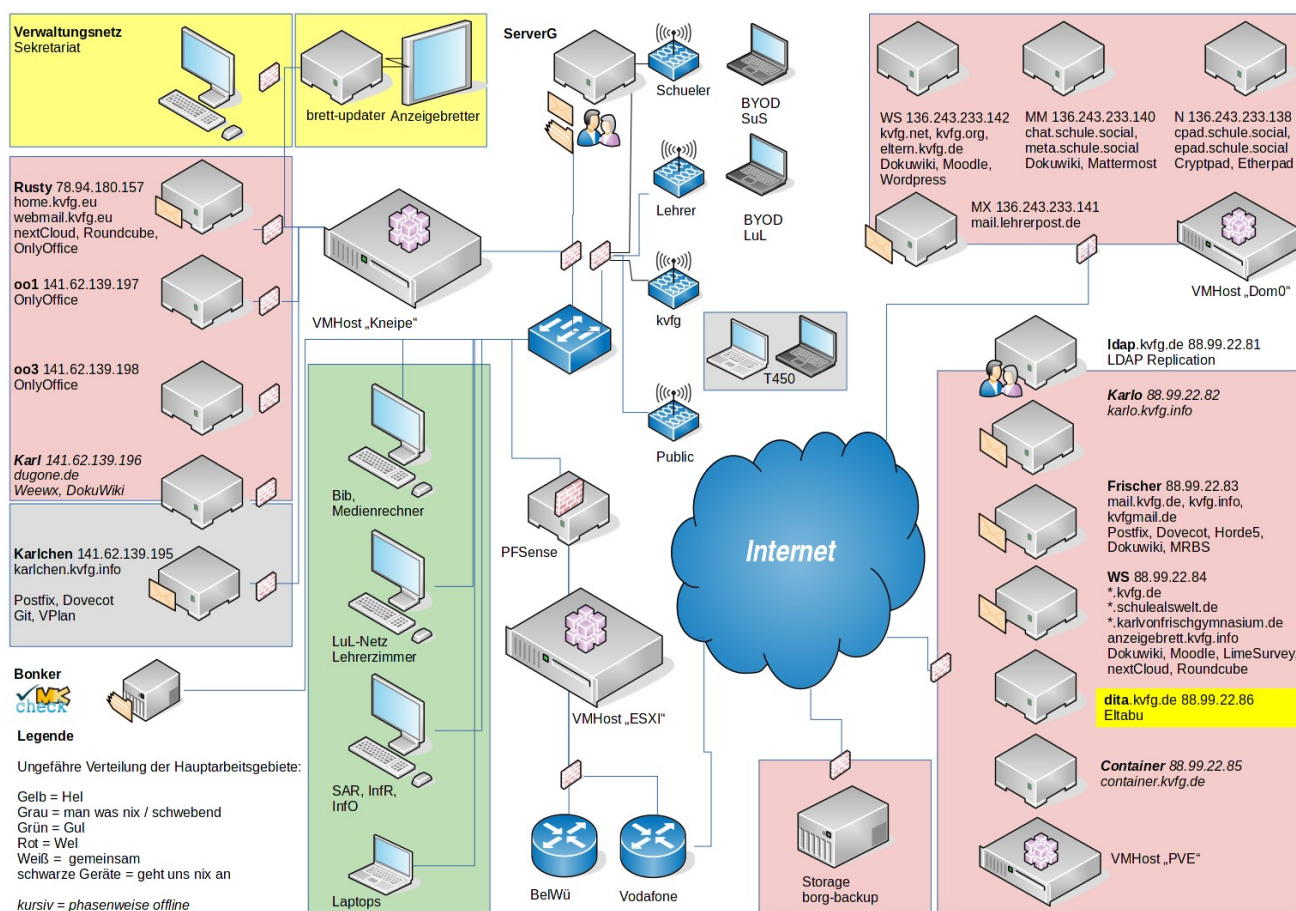 Verwaltungsnetz
Sekretariat
brett-updater
Anzeigebretter
ServerG
Schueler
BYOD
SuS
Lehrer
BYOD
LuL
kvfg
T450
Public
WS 136.243.233.142
kvfg.net, kvfg.org,
eltern.kvfg.de
Dokuwiki, Moodle,
Wordpress
MM 136.243.233.140
chat.schule.social,
meta.schule.social
Dokuwiki, Mattermost
N 136.243.233.138
cpad.schule.social,
epad.schule.social
Cryptpad, Etherpad
MX 136.243.233.141
mail.lehrerpost.de
VMHost „Dom0“
Rusty 78.94.180.157
home.kvfg.eu
webmail.kvfg.eu
nextCloud, Roundcube,
OnlyOffice
oo1 141.62.139.197
OnlyOffice
oo3 141.62.139.198
OnlyOffice
Karl 141.62.139.196
dugone.de
Weewx, DokuWiki
Karlchen 141.62.139.195
karlchen.kvfg.info
Postfix, Dovecot
Git, VPlan
VMHost „Kneipe“
Bib,
Medienrechner
LuL-Netz
Lehrerzimmer
SAR, InfR,
InfO
Laptops
PFSense
VMHost „ESXI“
BelWü
Vodafone
Internet
Storage
borg-backup
ldap.kvfg.de 88.99.22.81
LDAP Replication
Karlo 88.99.22.82
karlo.kvfg.info
Frischer 88.99.22.83
mail.kvfg.de, kvfg.info,
kvfgmail.de
Postfix, Dovecot, Horde5,
Dokuwiki, MRBS
WS 88.99.22.84
*.kvfg.de
*.schulealswelt.de
*.karlvonfrischgymnasium.de
anzeigebrett.kvfg.info
Dokuwiki, Moodle, LimeSurvey,
nextCloud, Roundcube
dita.kvfg.de 88.99.22.86
Eltabu
Container 88.99.22.85
container.kvfg.de
VMHost „PVE“
Bonker
MK
check
Legende
Ungefähre Verteilung der Hauptarbeitsgebiete:
Gelb = Hel
Grau = man was nix / schwebend
Grün = Gul
Rot = Wel
Weiß = gemeinsam
schwarze Geräte = geht uns nix an
kursiv = phasenweise offline